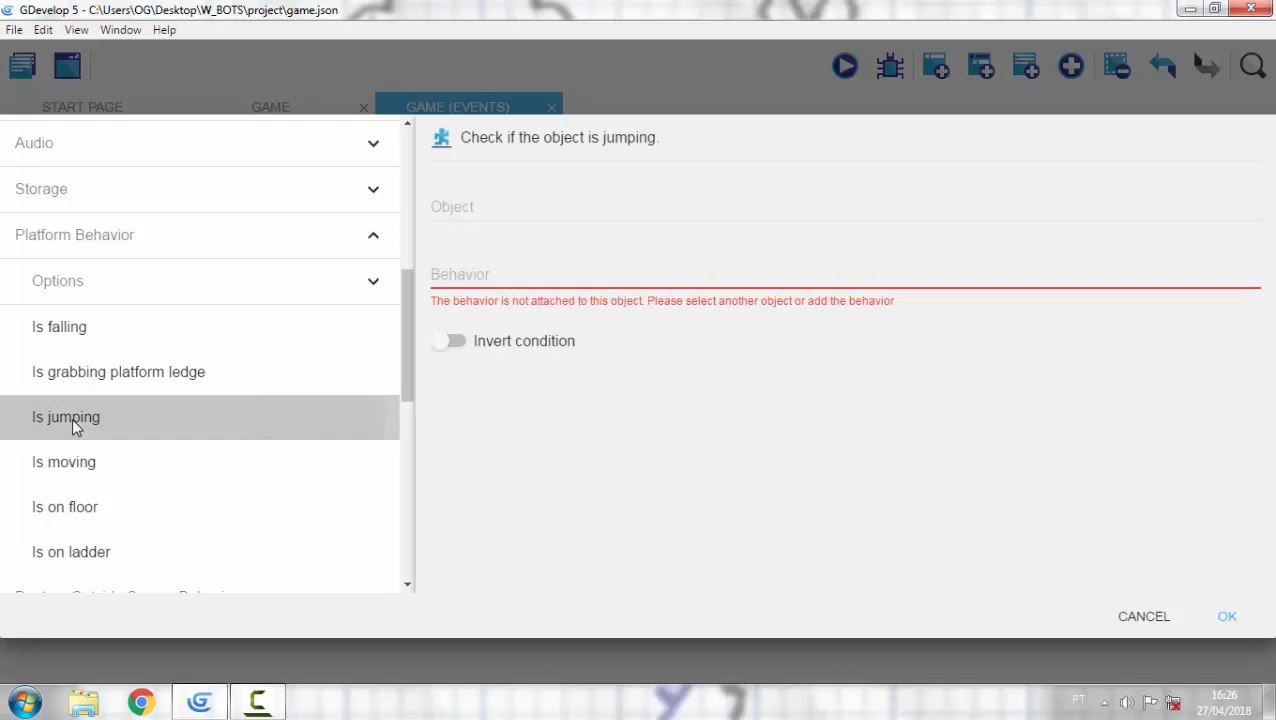 GDevelop 5 - C:\Users\OG\Desktop\W_BOTS\project\game.json
File Edit View Window Help
START PAGE GAME GAME (EVENTS)
Audio
Storage
Platform Behavior
Options
Is falling
Is grabbing platform ledge
Is jumping
Is moving
Is on floor
Is on ladder
Check if the object is jumping.
Object
Behavior
The behavior is not attached to this object. Please select another object or add the behavior
Invert condition
CANCEL OK
PT
16:26
27/04/2018